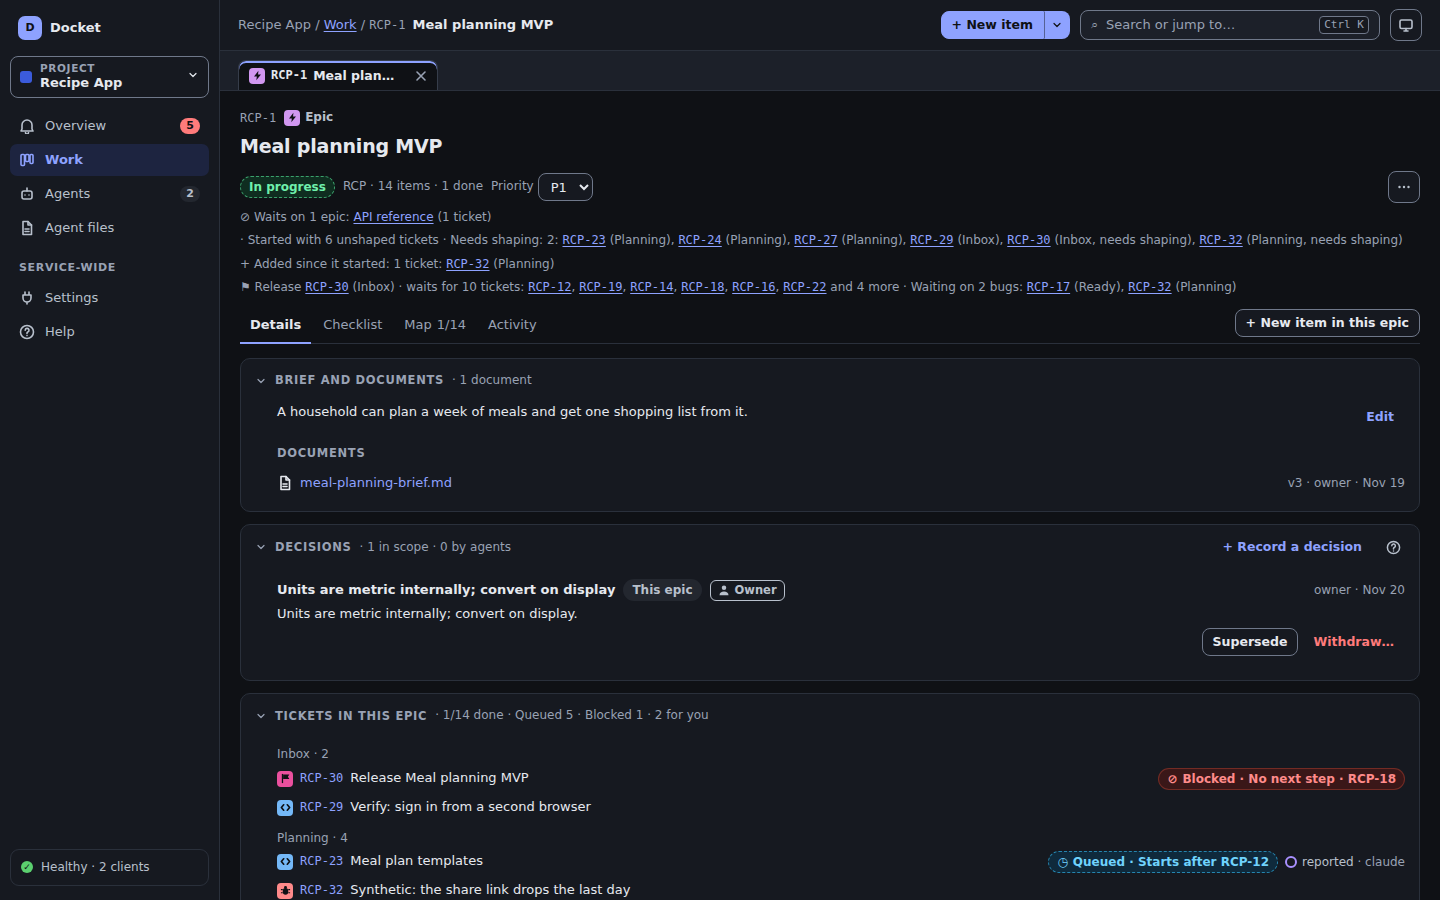 D Docket
PROJECT
Recipe App
Overview 5
Work
Agents 2
Agent files
SERVICE-WIDE
Settings
Help
Healthy · 2 clients
Recipe App / Work / RCP-1 Meal planning MVP
+ New item
Search or jump to… Ctrl K
RCP-1 Meal plan…
RCP-1 Epic
Meal planning MVP
In progress RCP · 14 items · 1 done Priority P1
Waits on 1 epic: API reference (1 ticket)
· Started with 6 unshaped tickets · Needs shaping: 2: RCP-23 (Planning), RCP-24 (Planning), RCP-27 (Planning), RCP-29 (Inbox), RCP-30 (Inbox, needs shaping), RCP-32 (Planning, needs shaping)
+ Added since it started: 1 ticket: RCP-32 (Planning)
Release RCP-30 (Inbox) · waits for 10 tickets: RCP-12, RCP-19, RCP-14, RCP-18, RCP-16, RCP-22 and 4 more · Waiting on 2 bugs: RCP-17 (Ready), RCP-32 (Planning)
Details Checklist Map 1/14 Activity
+ New item in this epic
BRIEF AND DOCUMENTS · 1 document
A household can plan a week of meals and get one shopping list from it.
Edit
DOCUMENTS
meal-planning-brief.md v3 · owner · Nov 19
DECISIONS · 1 in scope · 0 by agents
+ Record a decision
Units are metric internally; convert on display This epic Owner owner · Nov 20
Units are metric internally; convert on display.
Supersede Withdraw…
TICKETS IN THIS EPIC · 1/14 done · Queued 5 · Blocked 1 · 2 for you
Inbox · 2
RCP-30 Release Meal planning MVP Blocked · No next step · RCP-18
RCP-29 Verify: sign in from a second browser
Planning · 4
RCP-23 Meal plan templates Queued · Starts after RCP-12 reported · claude
RCP-32 Synthetic: the share link drops the last day